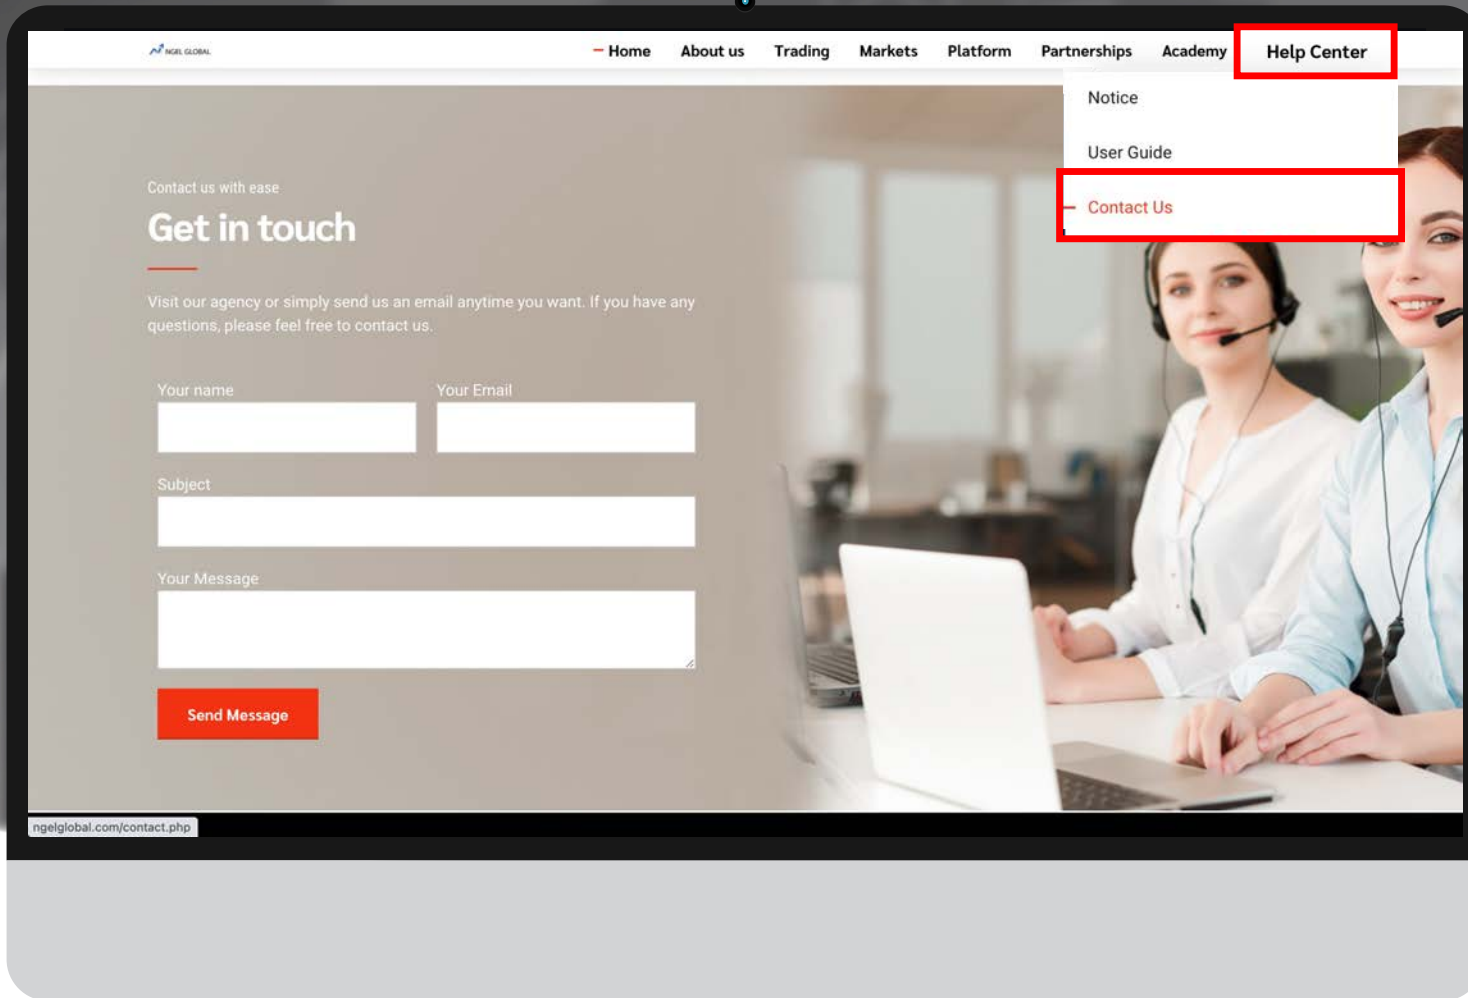 NGEL GLOBAL
Home About us Trading Markets Platform Partnerships Academy Help Center
Notice
User Guide
Contact Us
Contact us with ease
Get in touch
Visit our agency or simply send us an email anytime you want. If you have any
questions, please feel free to contact us.
Your name Your Email
Subject
Your Message
Send Message
ngelglobal.com/contact.php